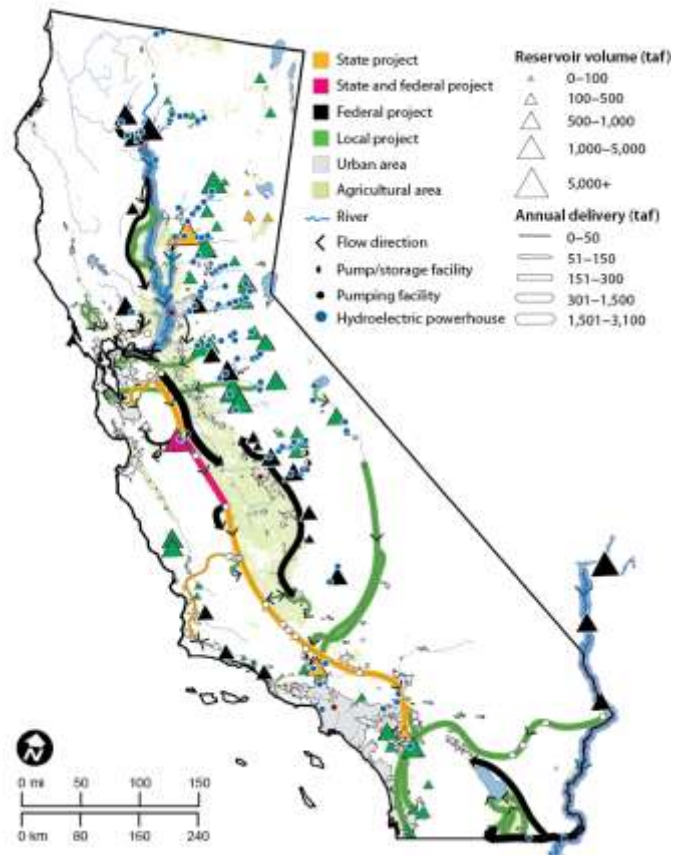 State project
State and federal project
Federal project
Local project
Urban area
Agricultural area
River
Flow direction
Pump/storage facility
Pumping facility
Hydroelectric powerhouse
Reservoir volume (taf)
0–100
100–500
500–1,000
1,000–5,000
5,000+
Annual delivery (taf)
0–50
51–150
151–300
301–1,500
1,501–3,100
N
0 mi 50 100 150
0 km 80 160 240